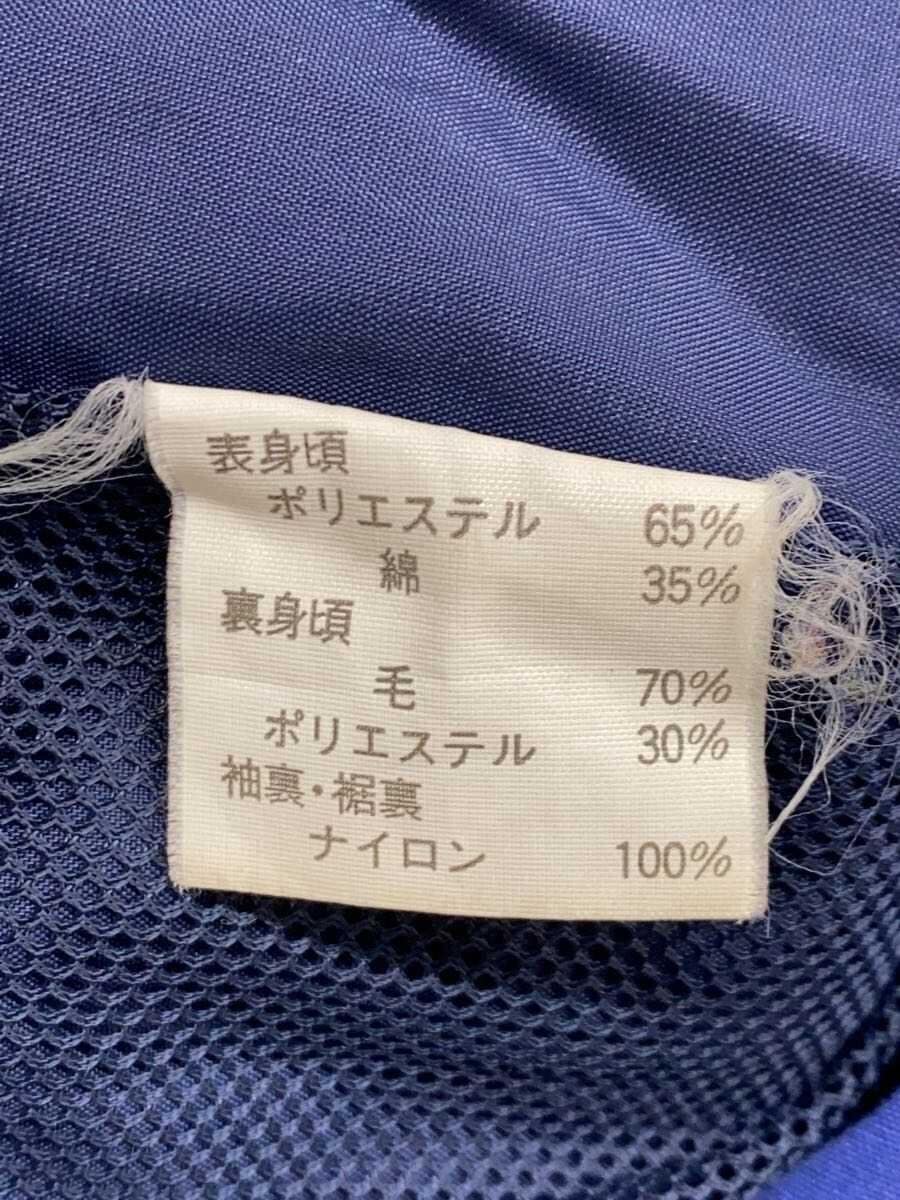 表身頃
ポリエステル 65%
綿 35%
裏身頃
毛 70%
ポリエステル 30%
袖裏・裾裏
ナイロン 100%